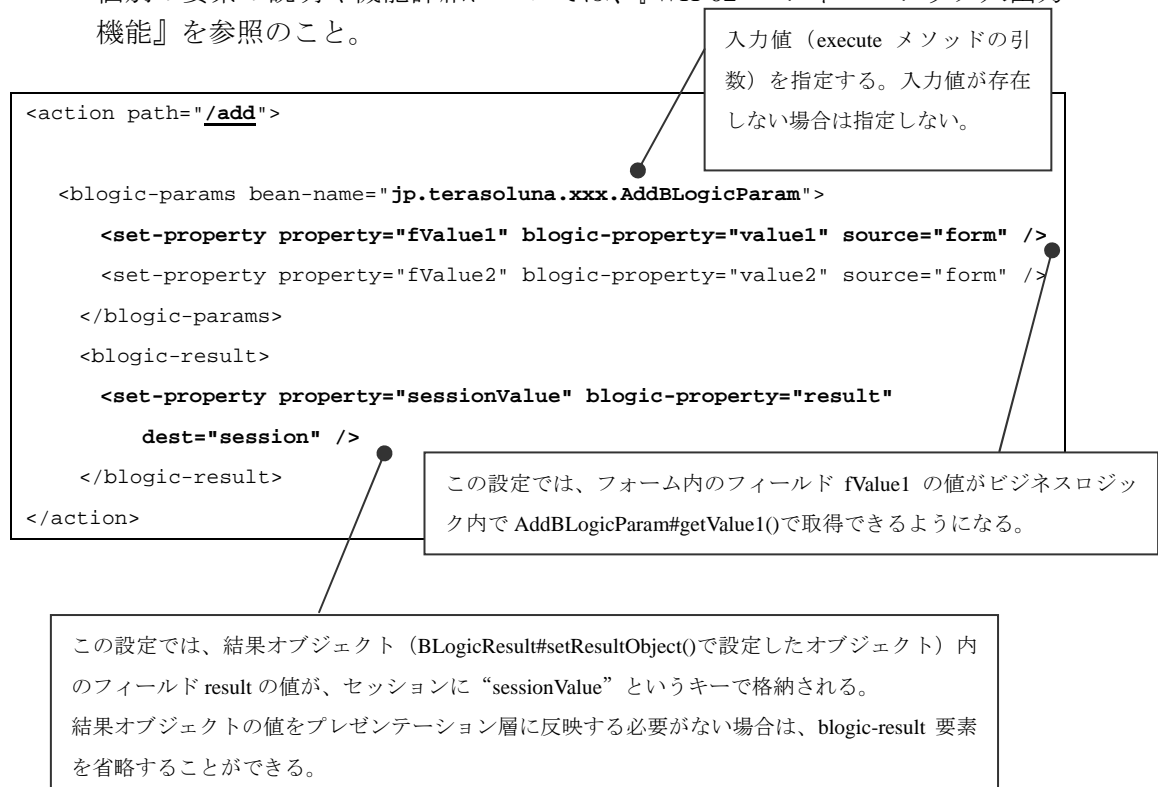 機能』を参照のこと。
入力値（execute メソッドの引
数）を指定する。入力値が存在
しない場合は指定しない。
<action path="/add">
<blogic-params bean-name="jp.terasoluna.xxx.AddBLogicParam">
<set-property property="fValue1" blogic-property="value1" source="form" />
<set-property property="fValue2" blogic-property="value2" source="form" />
</blogic-params>
<blogic-result>
<set-property property="sessionValue" blogic-property="result"
dest="session" />
</blogic-result>
</action>
この設定では、フォーム内のフィールド fValue1 の値がビジネスロジッ
ク内で AddBLogicParam#getValue1()で取得できるようになる。
この設定では、結果オブジェクト（BLogicResult#setResultObject()で設定したオブジェクト）内
のフィールド result の値が、セッションに“sessionValue”というキーで格納される。
結果オブジェクトの値をプレゼンテーション層に反映する必要がない場合は、blogic-result 要素
を省略することができる。